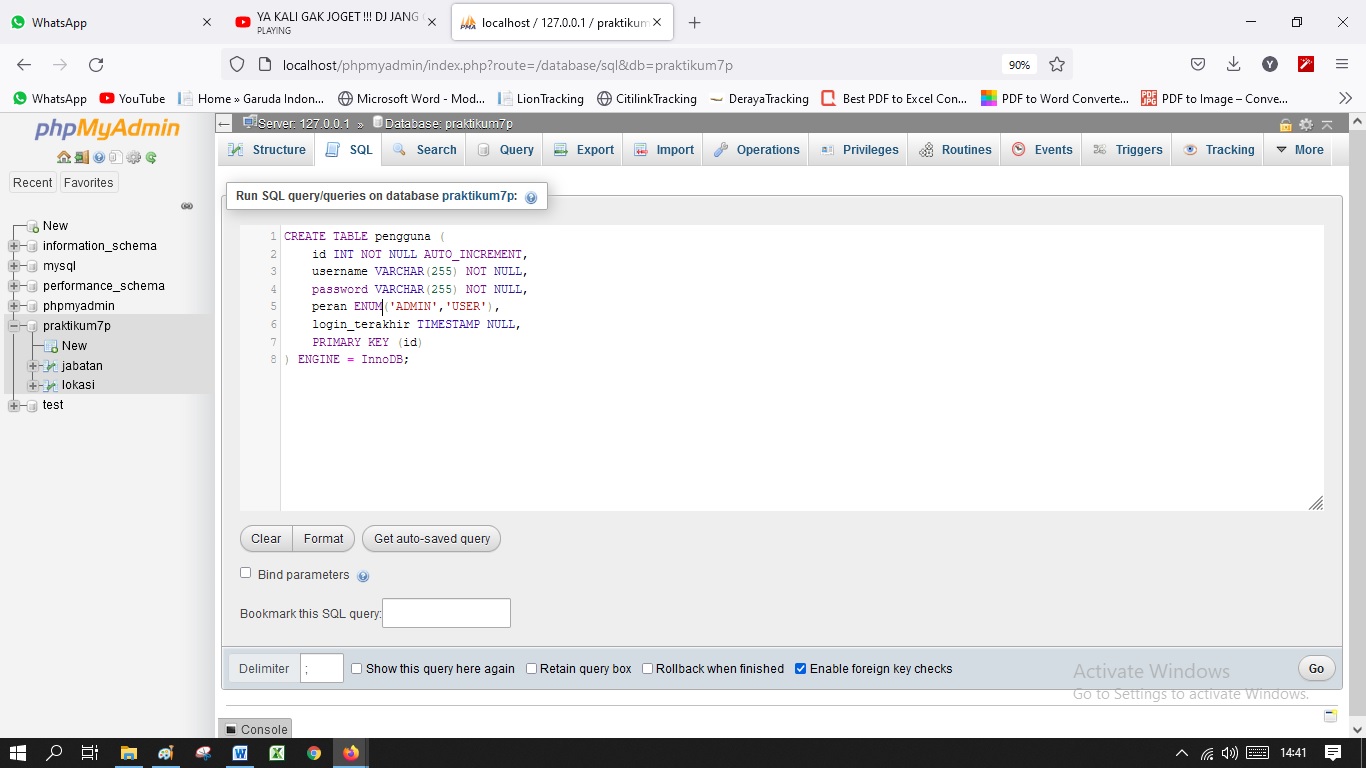 WhatsApp
YA KALI GAK JOGET !!! DJ JANG
PLAYING
localhost / 127.0.0.1 / praktikum
localhost/phpmyadmin/index.php?route=/database/sql&db=praktikum7p
90%
WhatsApp
YouTube
Home » Garuda Indon...
Microsoft Word - Mod...
LionTracking
CitilinkTracking
DerayaTracking
Best PDF to Excel Con...
PDF to Word Converte...
PDF to Image – Conve...
phpMyAdmin
Recent
Favorites
New
information_schema
mysql
performance_schema
phpmyadmin
praktikum7p
New
jabatan
lokasi
test
Server: 127.0.0.1 » Database: praktikum7p
Structure
SQL
Search
Query
Export
Import
Operations
Privileges
Routines
Events
Triggers
Tracking
More
Run SQL query/queries on database praktikum7p:
1 CREATE TABLE pengguna (
2 id INT NOT NULL AUTO_INCREMENT,
3 username VARCHAR(255) NOT NULL,
4 password VARCHAR(255) NOT NULL,
5 peran ENUM('ADMIN','USER'),
6 login_terakhir TIMESTAMP NULL,
7 PRIMARY KEY (id)
8 ) ENGINE = InnoDB;
Clear
Format
Get auto-saved query
Bind parameters
Bookmark this SQL query:
Delimiter ;
Show this query here again
Retain query box
Rollback when finished
Enable foreign key checks
Go
Activate Windows
Go to Settings to activate Windows.
Console
14:41